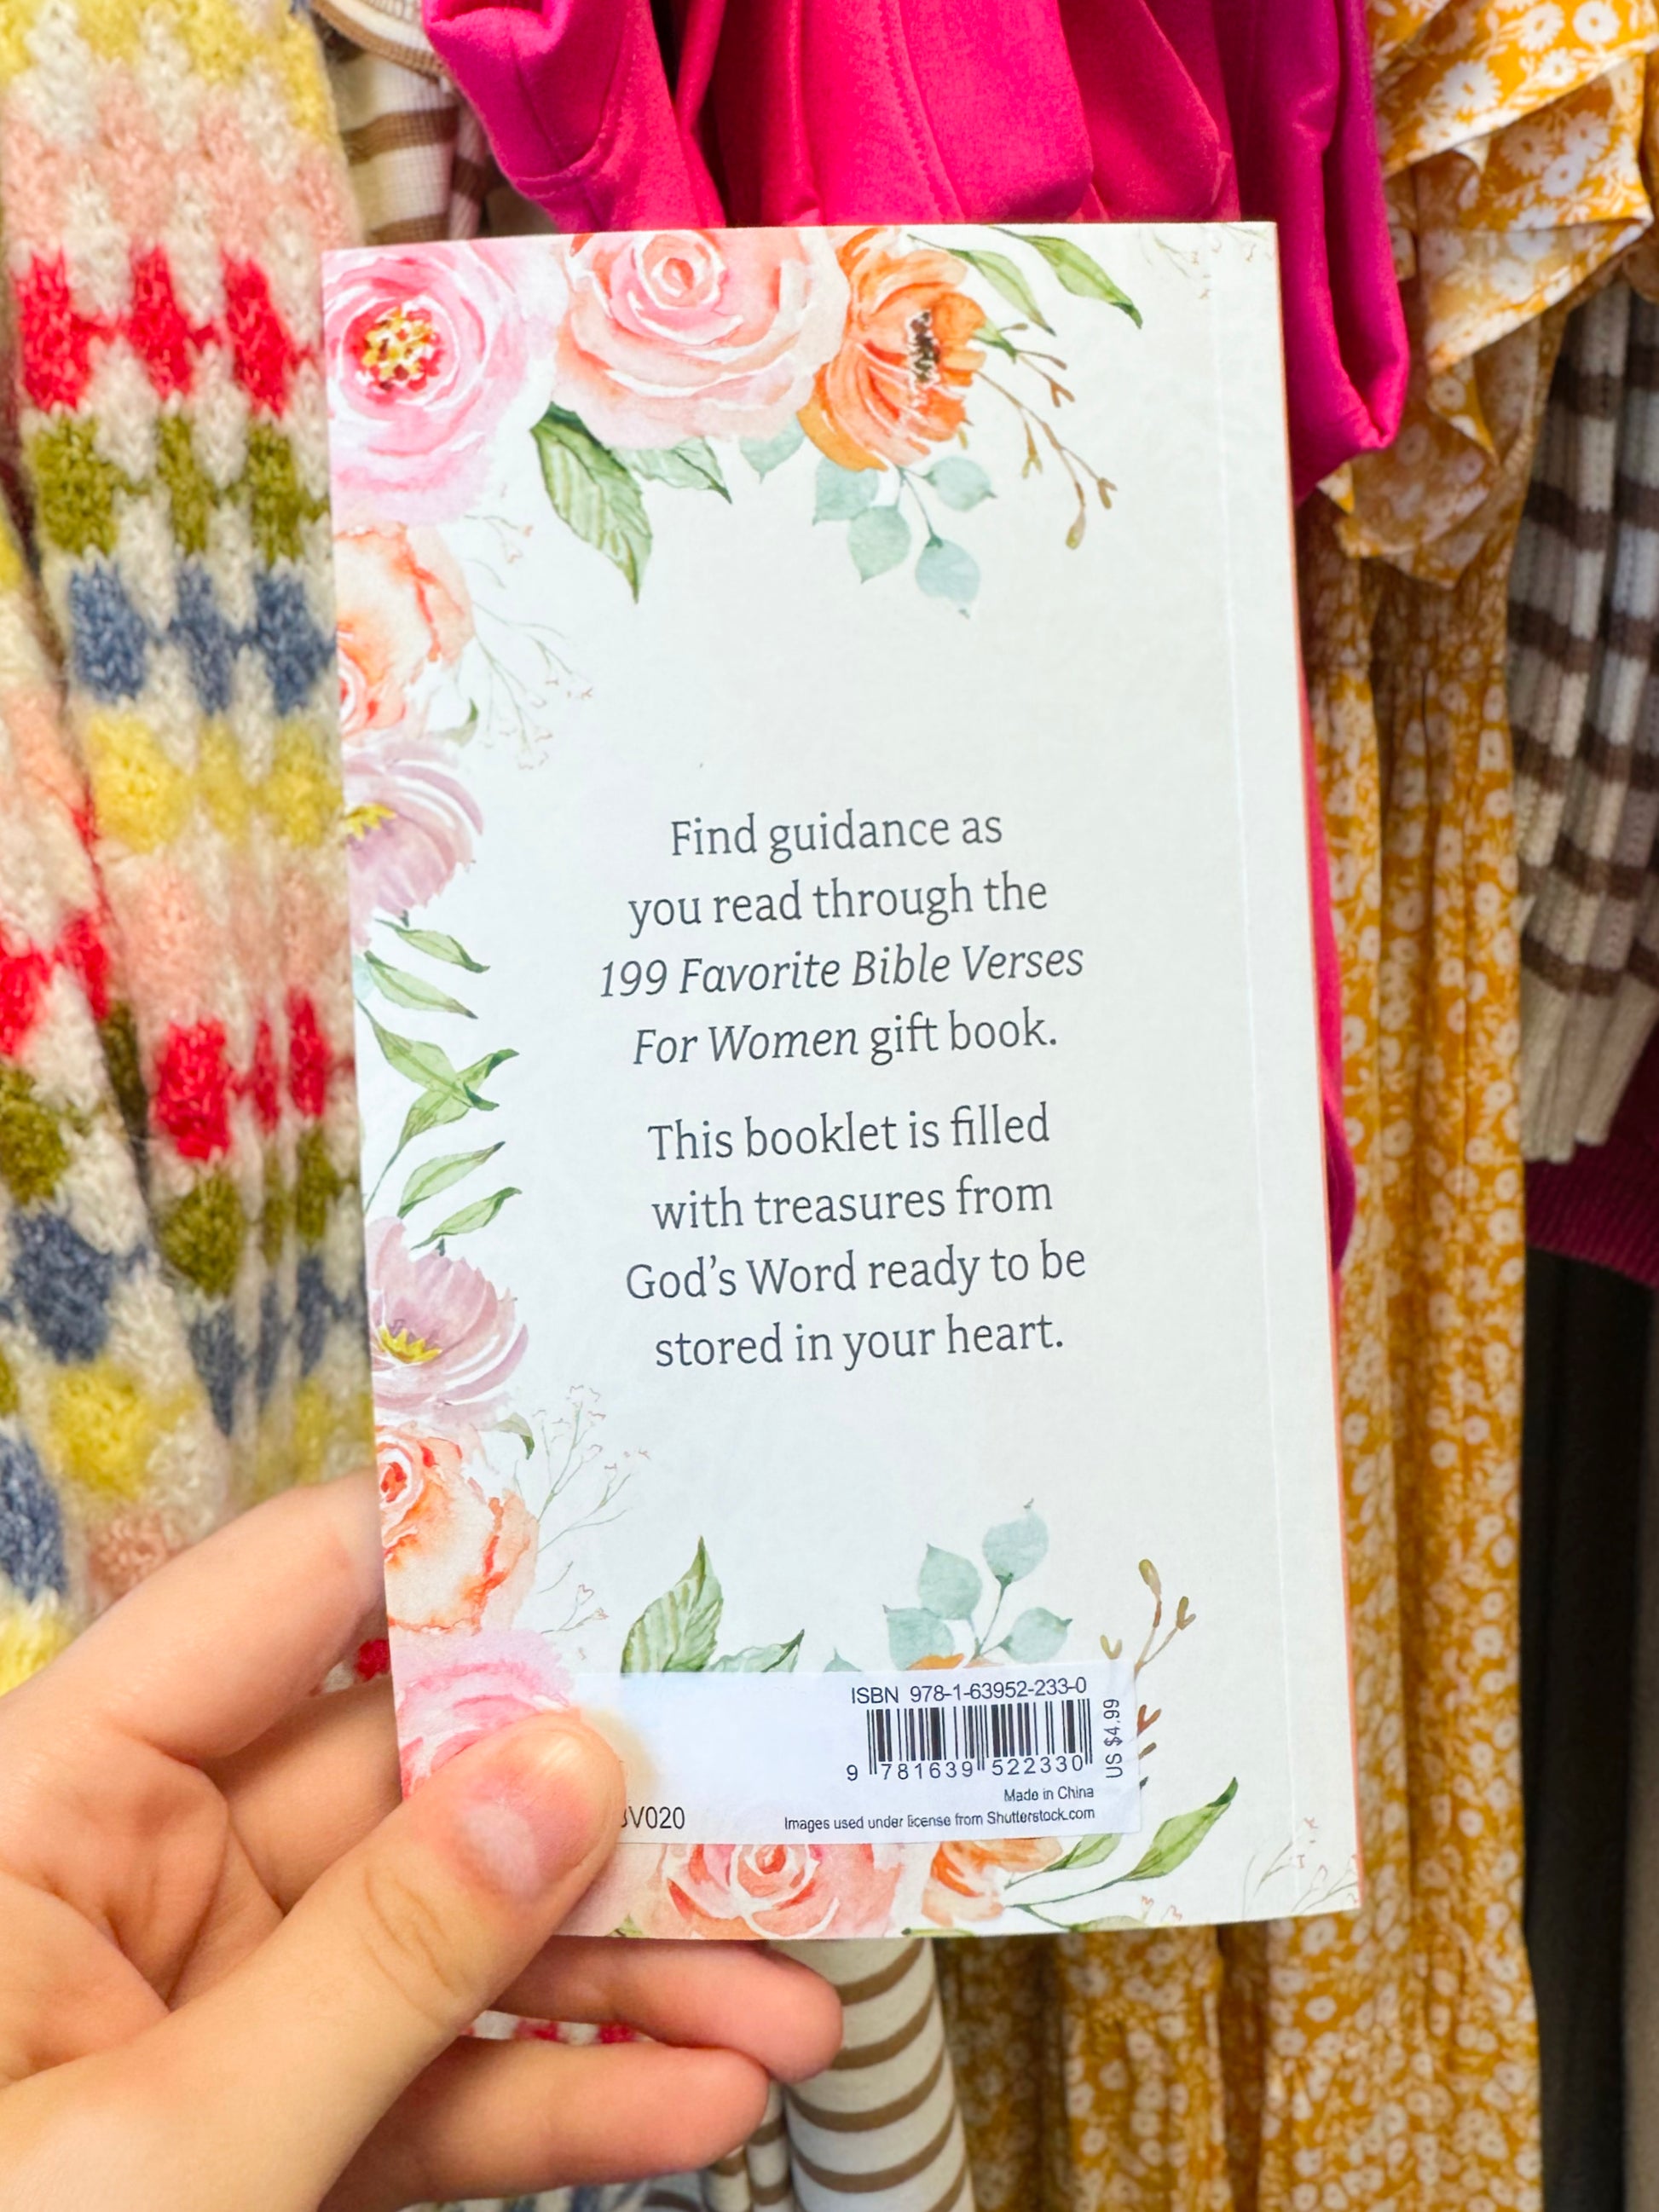 Find guidance as
you read through the
199 Favorite Bible Verses
For Women gift book.
This booklet is filled
with treasures from
God's Word ready to be
stored in your heart.
ISBN 978-1-63952-233-0
9 781639 522330
US $4.99
Made in China
Images used under license from Shutterstock.com
V020